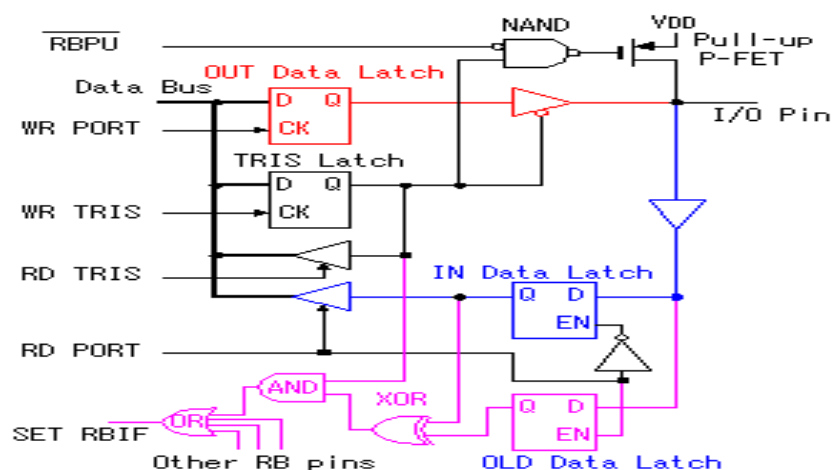 NAND
VDD
RBPU
Pull-up
P-FET
OUT Data Latch
Data Bus
D Q
CK
I/O Pin
WR PORT
TRIS Latch
D Q
CK
WR TRIS
RD TRIS
IN Data Latch
Q D
EN
RD PORT
AND
XOR
Q D
EN
OR
SET RBIF
Other RB pins
OLD Data Latch